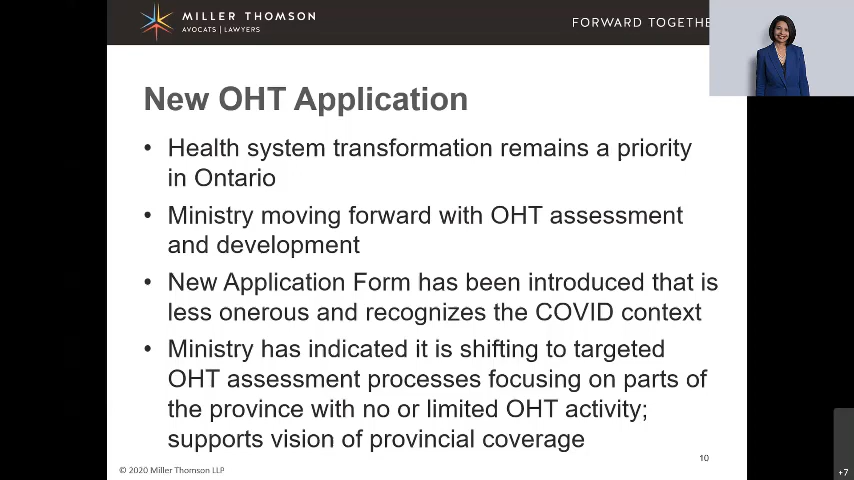 MILLER THOMSON
AVOCATS | LAWYERS
FORWARD TOGETHE
New OHT Application
• Health system transformation remains a priority
in Ontario
• Ministry moving forward with OHT assessment
and development
• New Application Form has been introduced that is
less onerous and recognizes the COVID context
• Ministry has indicated it is shifting to targeted
OHT assessment processes focusing on parts of
the province with no or limited OHT activity;
supports vision of provincial coverage
10
© 2020 Miller Thomson LLP
+7